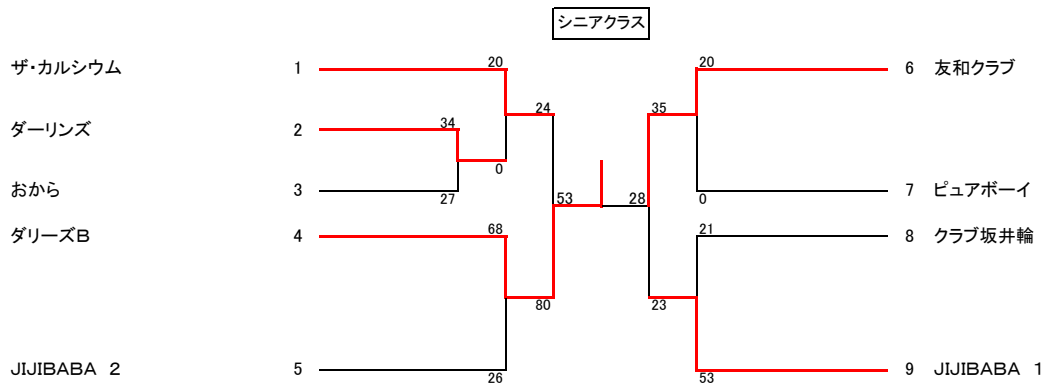 シニアクラス
ザ・カルシウム 1 20 20 6 友和クラブ
24 35
ダーリンズ 2 34
0
おから 3 27 53 28 0 7 ピュアボーイ
ダリーズB 4 68 21 8 クラブ坂井輪
80 23
JIJIBABA 2 5 26 53 9 JIJIBABA 1